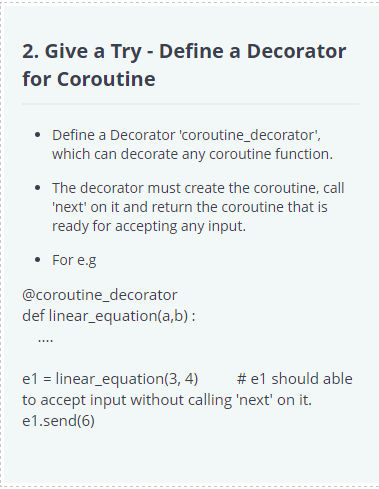 2. Give a Try - Define a Decorator
for Coroutine
• Define a Decorator 'coroutine_decorator',
which can decorate any coroutine function.
• The decorator must create the coroutine, call
'next' on it and return the coroutine that is
ready for accepting any input.
• For e.g
@coroutine_decorator
def linear_equation(a,b) :
....
e1 = linear_equation(3, 4) # e1 should able
to accept input without calling 'next' on it.
e1.send(6)